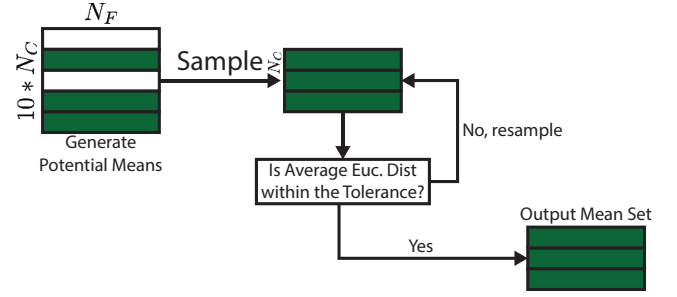 N_F
10 * N_C
Generate
Potential Means
Sample
N_C
No, resample
Is Average Euc. Dist
within the Tolerance?
Output Mean Set
Yes